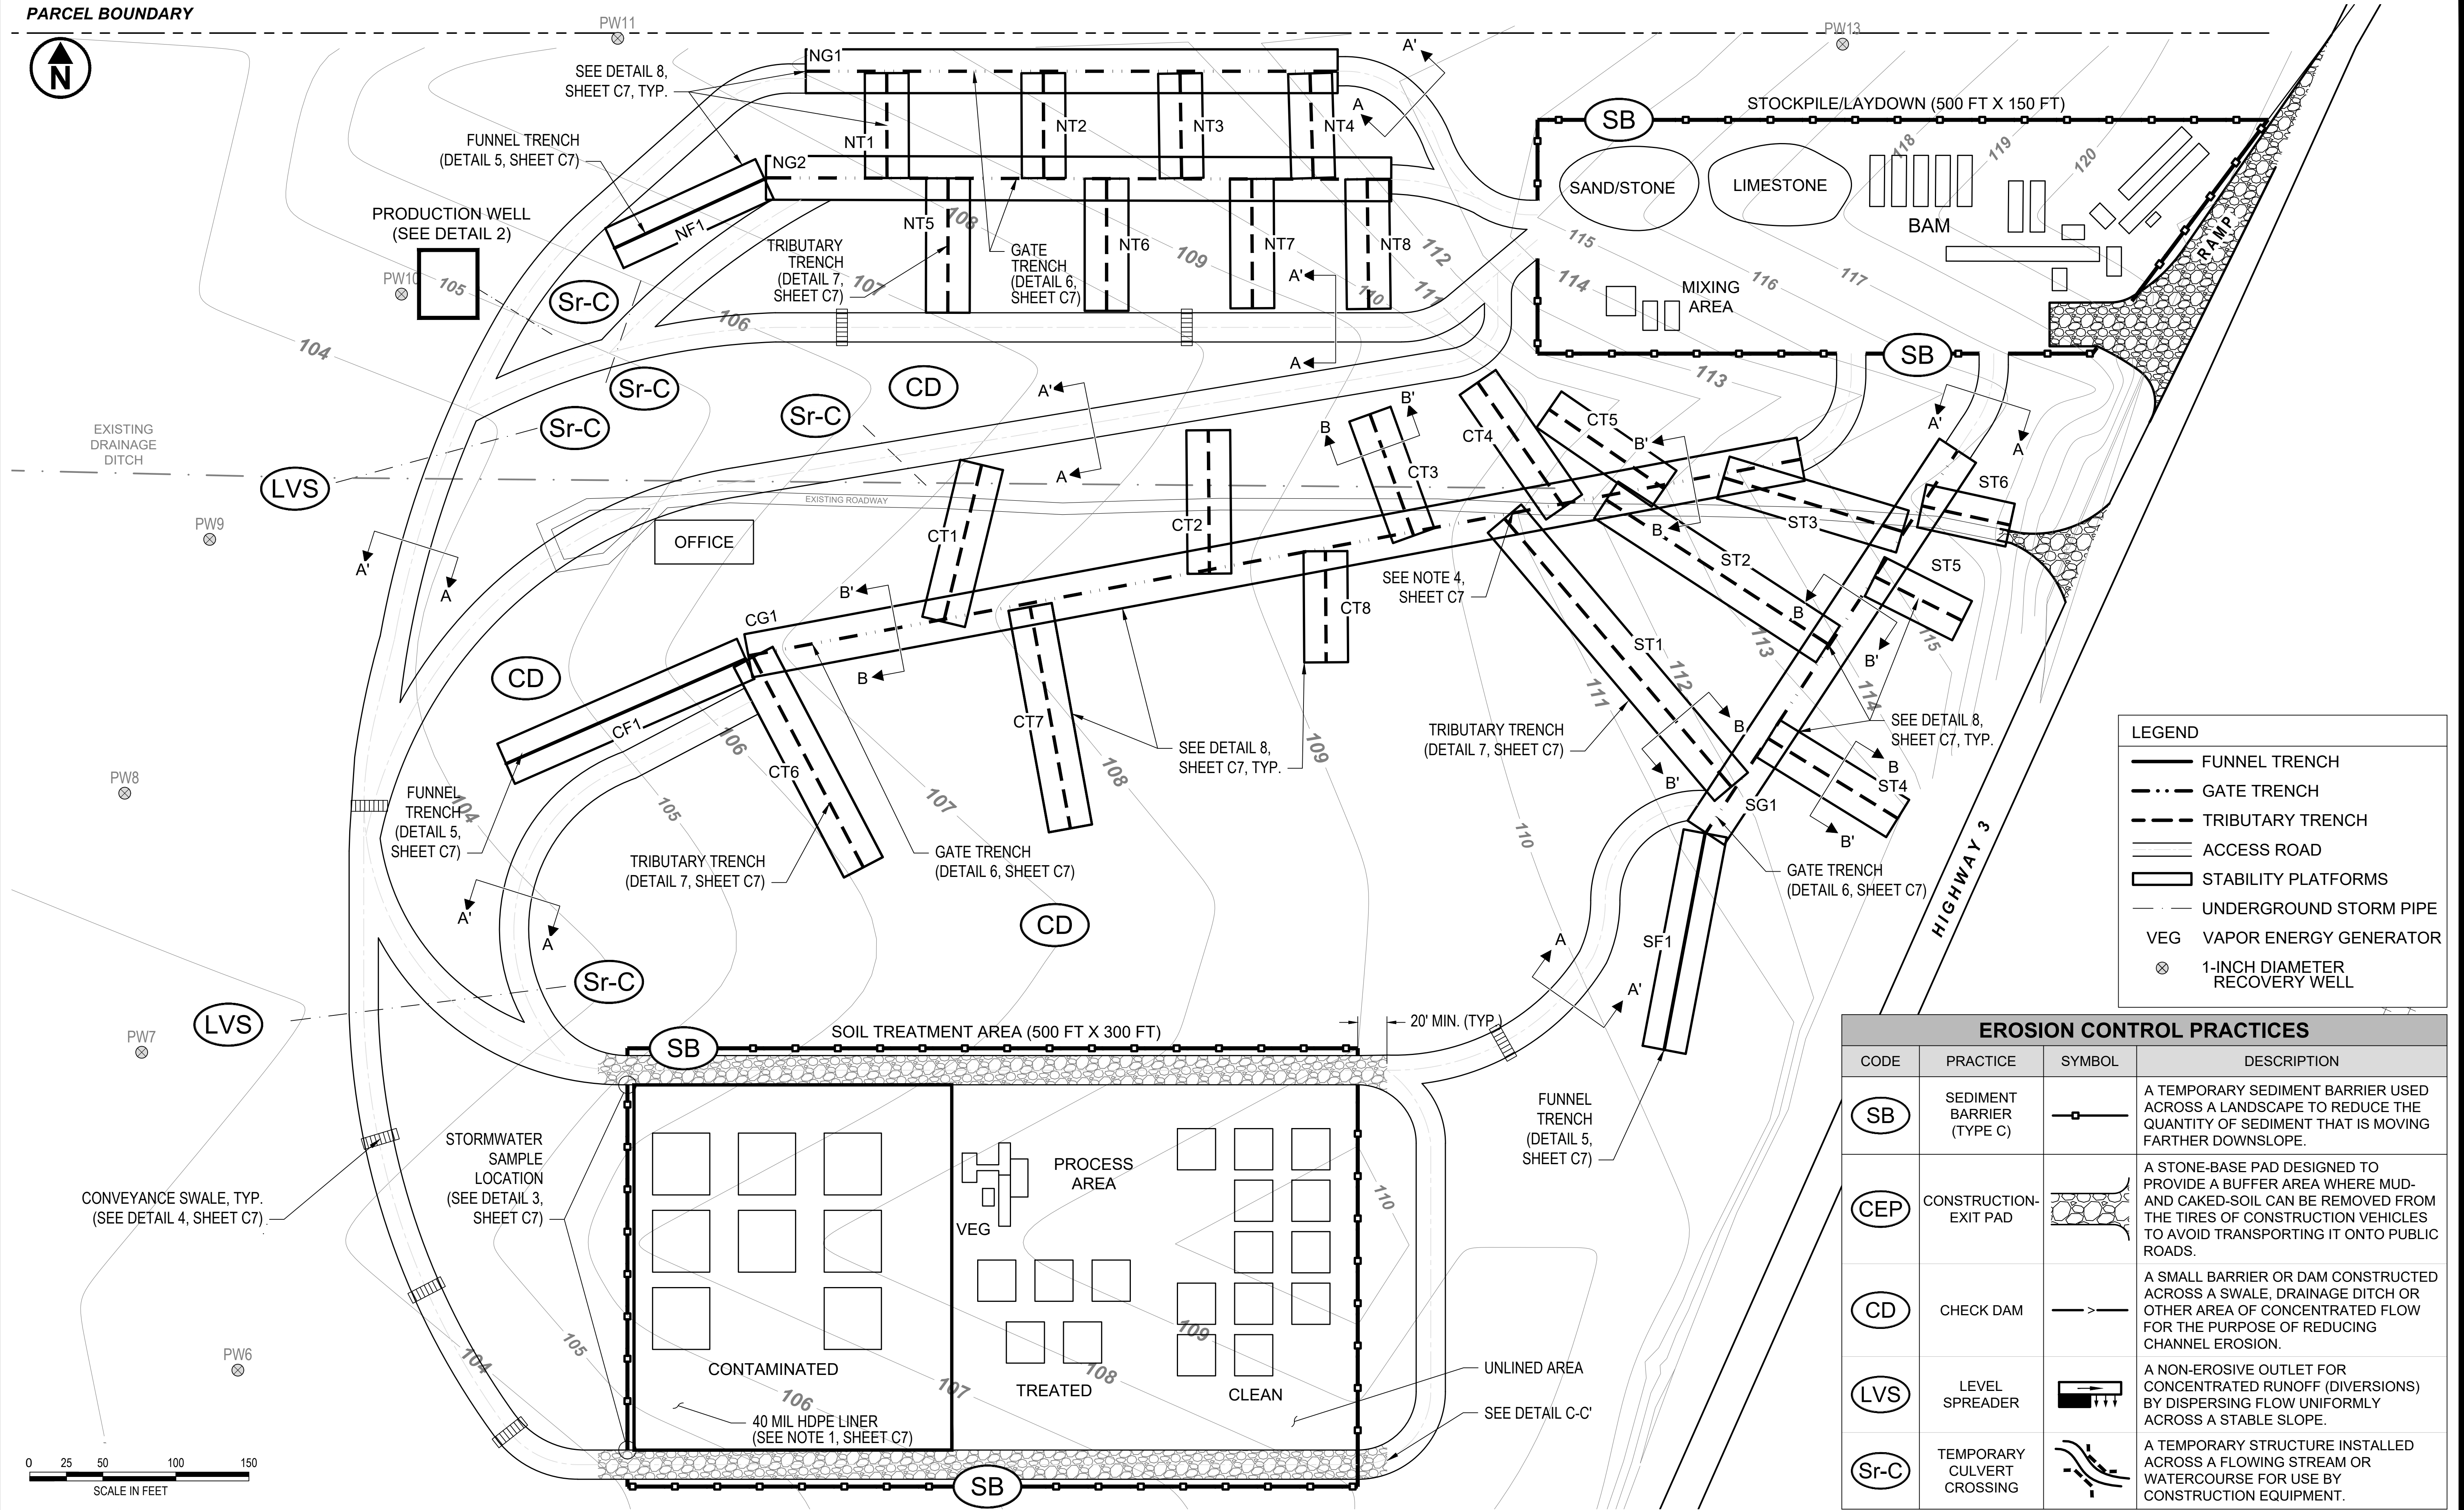 PARCEL BOUNDARY
PW11
PW13
N
NG1
A'
SEE DETAIL 8,
SHEET C7, TYP.
A
STOCKPILE/LAYDOWN (500 FT X 150 FT)
SB
NT1
NT2
NT3
NT4
FUNNEL TRENCH
(DETAIL 5, SHEET C7)
NG2
118
119
120
SAND/STONE
LIMESTONE
BAM
RAMP
PRODUCTION WELL
(SEE DETAIL 2)
NF1
NT5
108
NT6
NT7
NT8
112
115
TRIBUTARY
TRENCH
(DETAIL 7,
SHEET C7)
GATE
TRENCH
(DETAIL 6,
SHEET C7)
109
A'
PW10
105
Sr-C
107
110
111
114
116
117
MIXING
AREA
106
104
A
SB
113
Sr-C
CD
A'
B'
A'
Sr-C
Sr-C
B
CT4
CT5
B'
A
EXISTING
DRAINAGE
DITCH
LVS
A
CT3
ST6
EXISTING ROADWAY
PW9
OFFICE
CT1
CT2
B
ST3
A'
A
SEE NOTE 4,
SHEET C7
ST2
ST5
B'
CT8
B
CG1
ST1
113
115
B'
CD
B
112
111
114
CF1
CT7
B
SEE DETAIL 8,
SHEET C7, TYP.
106
TRIBUTARY TRENCH
(DETAIL 7, SHEET C7)
SEE DETAIL 8,
SHEET C7, TYP.
109
CT6
108
B'
B
ST4
PW8
FUNNEL
TRENCH
(DETAIL 5,
SHEET C7)
104
105
107
SG1
110
B'
GATE TRENCH
(DETAIL 6, SHEET C7)
TRIBUTARY TRENCH
(DETAIL 7, SHEET C7)
GATE TRENCH
(DETAIL 6, SHEET C7)
HIGHWAY 3
A'
A
CD
A
SF1
A'
Sr-C
LVS
PW7
SB
SOIL TREATMENT AREA (500 FT X 300 FT)
20' MIN. (TYP.)
FUNNEL
TRENCH
(DETAIL 5,
SHEET C7)
STORMWATER
SAMPLE
LOCATION
(SEE DETAIL 3,
SHEET C7)
CONVEYANCE SWALE, TYP.
(SEE DETAIL 4, SHEET C7)
PROCESS
AREA
VEG
110
PW6
104
105
109
CONTAMINATED
106
107
108
TREATED
CLEAN
UNLINED AREA
40 MIL HDPE LINER
(SEE NOTE 1, SHEET C7)
SEE DETAIL C-C'
SB
0 25 50 100 150
SCALE IN FEET
LEGEND
FUNNEL TRENCH
GATE TRENCH
TRIBUTARY TRENCH
ACCESS ROAD
STABILITY PLATFORMS
UNDERGROUND STORM PIPE
VEG VAPOR ENERGY GENERATOR
1-INCH DIAMETER
RECOVERY WELL
EROSION CONTROL PRACTICES
CODE PRACTICE SYMBOL DESCRIPTION
SB
SEDIMENT
BARRIER
(TYPE C)
A TEMPORARY SEDIMENT BARRIER USED
ACROSS A LANDSCAPE TO REDUCE THE
QUANTITY OF SEDIMENT THAT IS MOVING
FARTHER DOWNSLOPE.
CEP
CONSTRUCTION-
EXIT PAD
A STONE-BASE PAD DESIGNED TO
PROVIDE A BUFFER AREA WHERE MUD-
AND CAKED-SOIL CAN BE REMOVED FROM
THE TIRES OF CONSTRUCTION VEHICLES
TO AVOID TRANSPORTING IT ONTO PUBLIC
ROADS.
CD
CHECK DAM
A SMALL BARRIER OR DAM CONSTRUCTED
ACROSS A SWALE, DRAINAGE DITCH OR
OTHER AREA OF CONCENTRATED FLOW
FOR THE PURPOSE OF REDUCING
CHANNEL EROSION.
LVS
LEVEL
SPREADER
A NON-EROSIVE OUTLET FOR
CONCENTRATED RUNOFF (DIVERSIONS)
BY DISPERSING FLOW UNIFORMLY
ACROSS A STABLE SLOPE.
Sr-C
TEMPORARY
CULVERT
CROSSING
A TEMPORARY STRUCTURE INSTALLED
ACROSS A FLOWING STREAM OR
WATERCOURSE FOR USE BY
CONSTRUCTION EQUIPMENT.